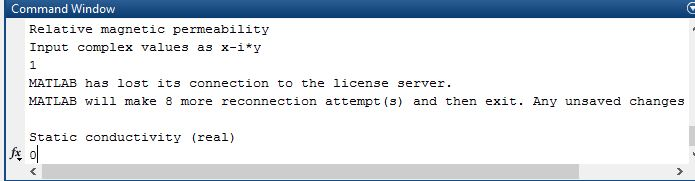 Command Window
Relative magnetic permeability
Input complex values as x-i*y
1
MATLAB has lost its connection to the license server.
MATLAB will make 8 more reconnection attempt(s) and then exit. Any unsaved changes
Static conductivity (real)
fx 0